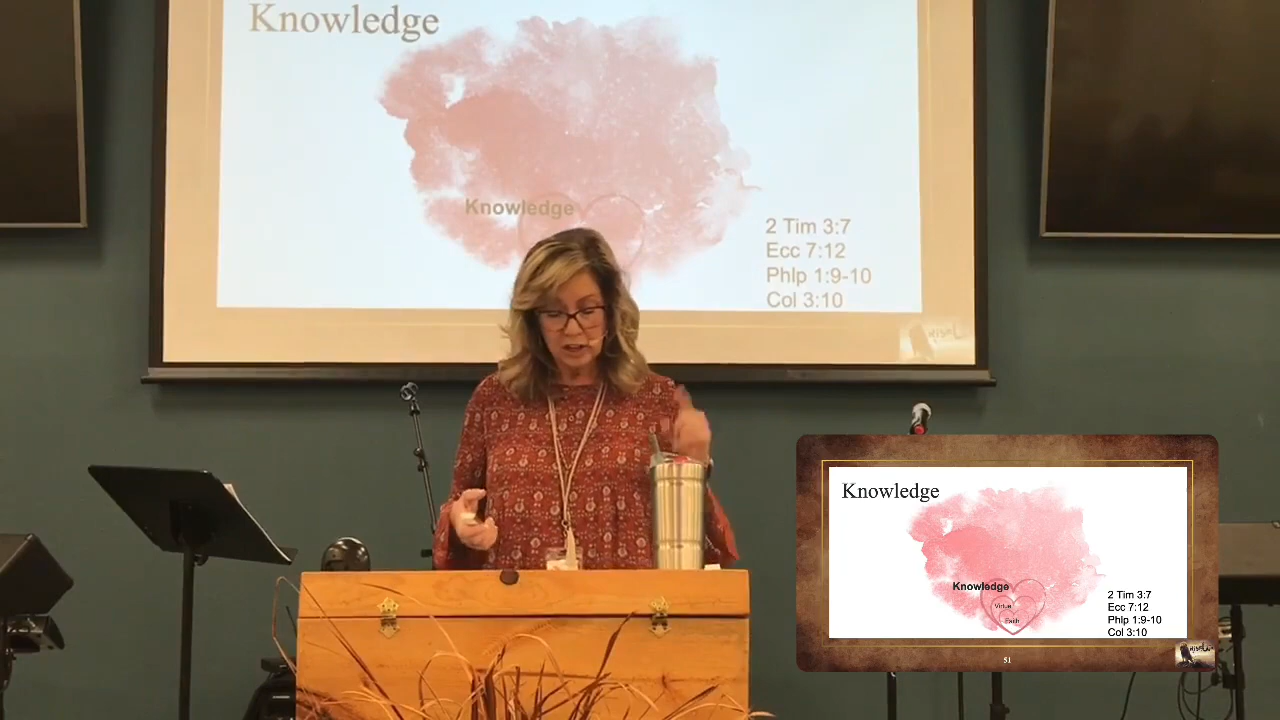 Knowledge
Knowledge
2 Tim 3:7
Ecc 7:12
Phlp 1:9-10
Col 3:10
Knowledge
Knowledge
Virtue
Faith
2 Tim 3:7
Ecc 7:12
Phlp 1:9-10
Col 3:10
51